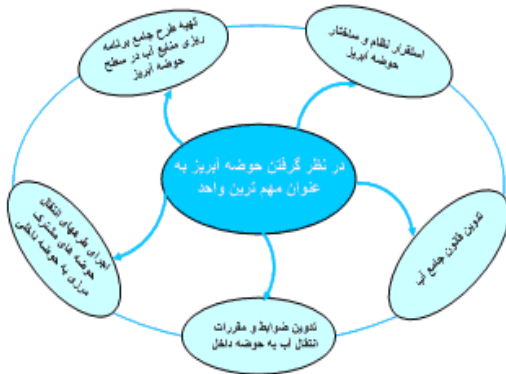 تهیه طرح جامع برنامه
ریزی منابع آب در سطح
حوضه آبریز
استقرار نظام و ساختار
حوضه آبریز
در نظر گرفتن حوضه آبریز به
عنوان مهم ترین واحد
تدوین قانون جامع آب
تدوین ضوابط و مقررات
انتقال آب به حوضه داخل
اجرای طرحهای انتقال
حوضه های مشترک
مرزی به حوضه داخلی